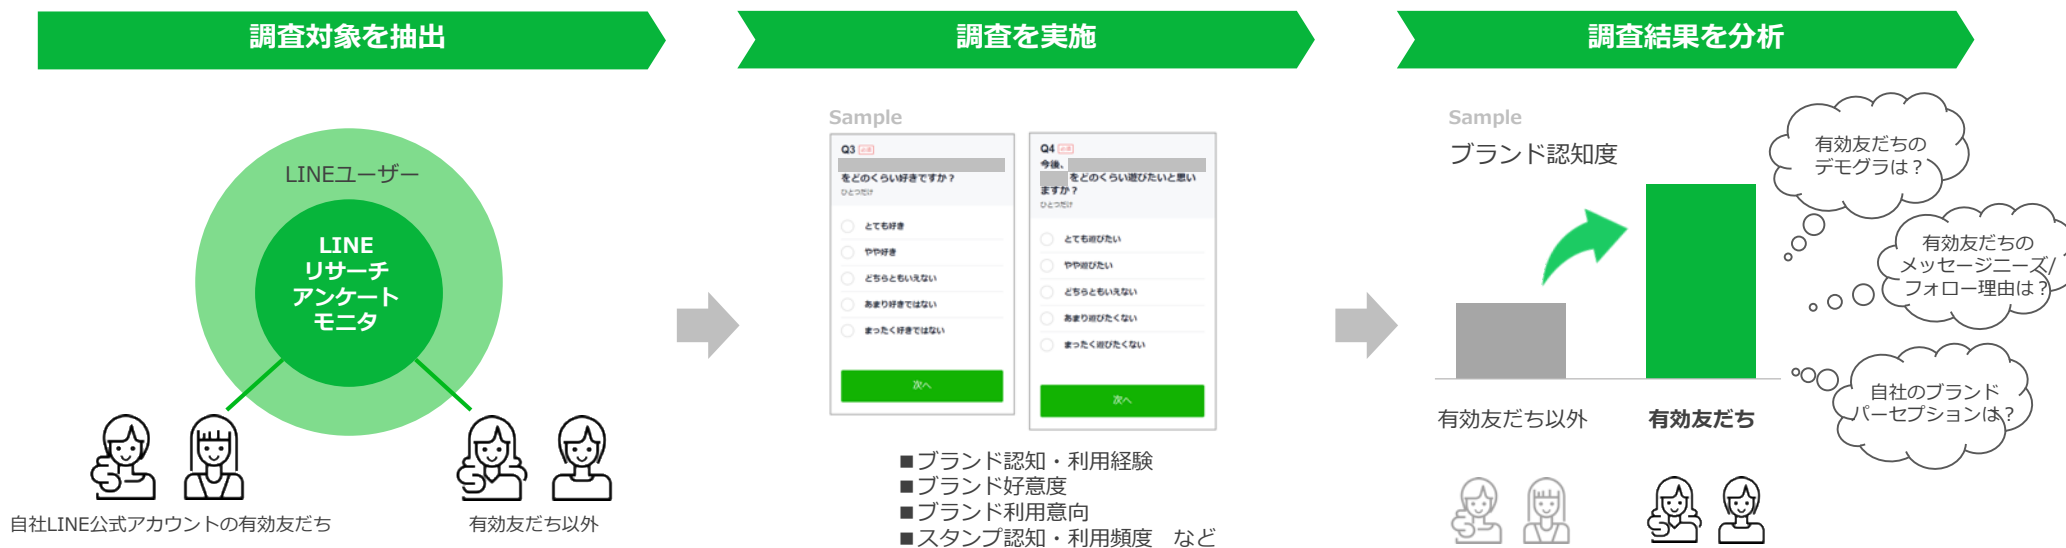 調査対象を抽出
LINEユーザー
LINE
リサーチ
アンケート
モニタ
自社LINE公式アカウントの有効友だち
有効友だち以外
調査を実施
Sample
Q3 必須
をどのくらい好きですか？
ひとつだけ
とても好き
やや好き
どちらともいえない
あまり好きではない
まったく好きではない
次へ
Q4 必須
今後、
をどのくらい遊びたいと思い
ますか？
ひとつだけ
とても遊びたい
やや遊びたい
どちらともいえない
あまり遊びたくない
まったく遊びたくない
次へ
■ブランド認知・利用経験
■ブランド好意度
■ブランド利用意向
■スタンプ認知・利用頻度　など
調査結果を分析
Sample
ブランド認知度
有効友だち以外
有効友だち
有効友だちの
デモグラは？
有効友だちの
メッセージニーズ/
フォロー理由は？
自社のブランド
パーセプションは？